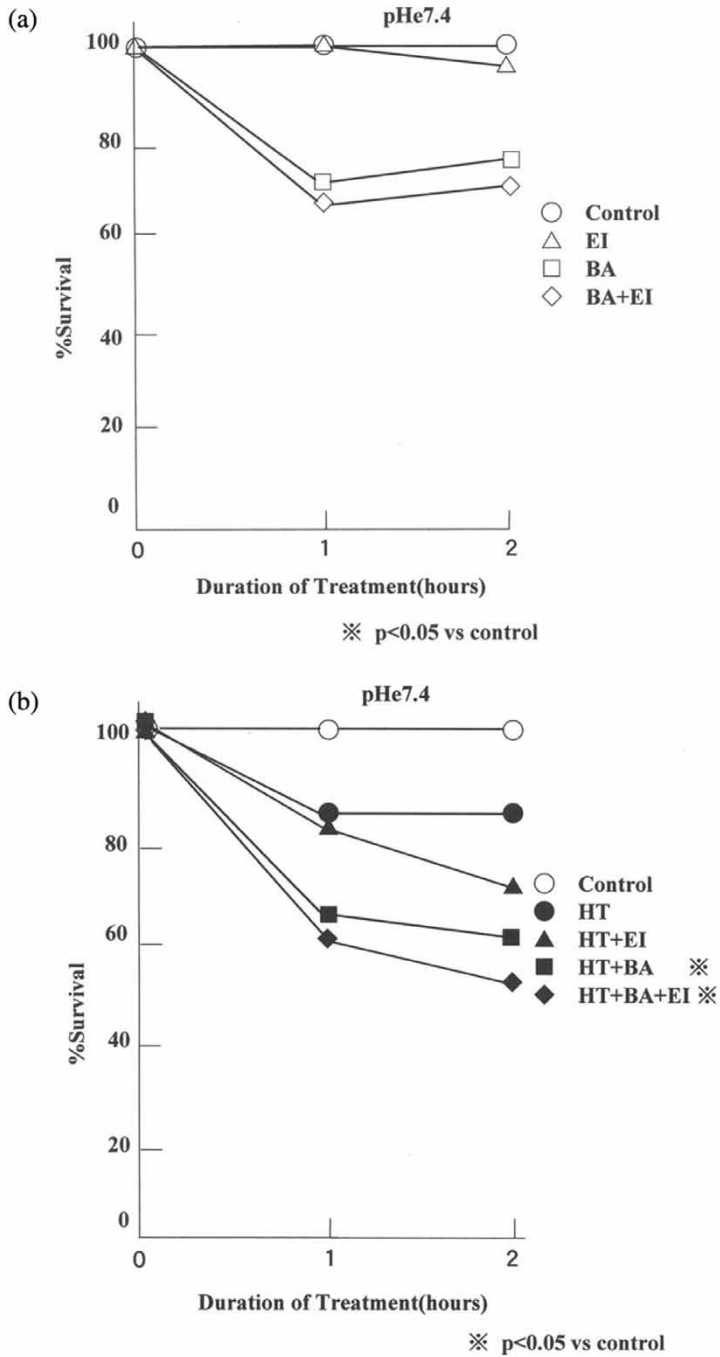 (a)
pHe7.4
100
80
60
40
20
0
%Survival
0 1 2
Duration of Treatment(hours)
Control
EI
BA
BA+EI
※ p<0.05 vs control
(b)
pHe7.4
100
80
60
40
20
0
%Survival
0 1 2
Duration of Treatment(hours)
Control
HT
HT+EI
HT+BA ※
HT+BA+EI ※
※ p<0.05 vs control